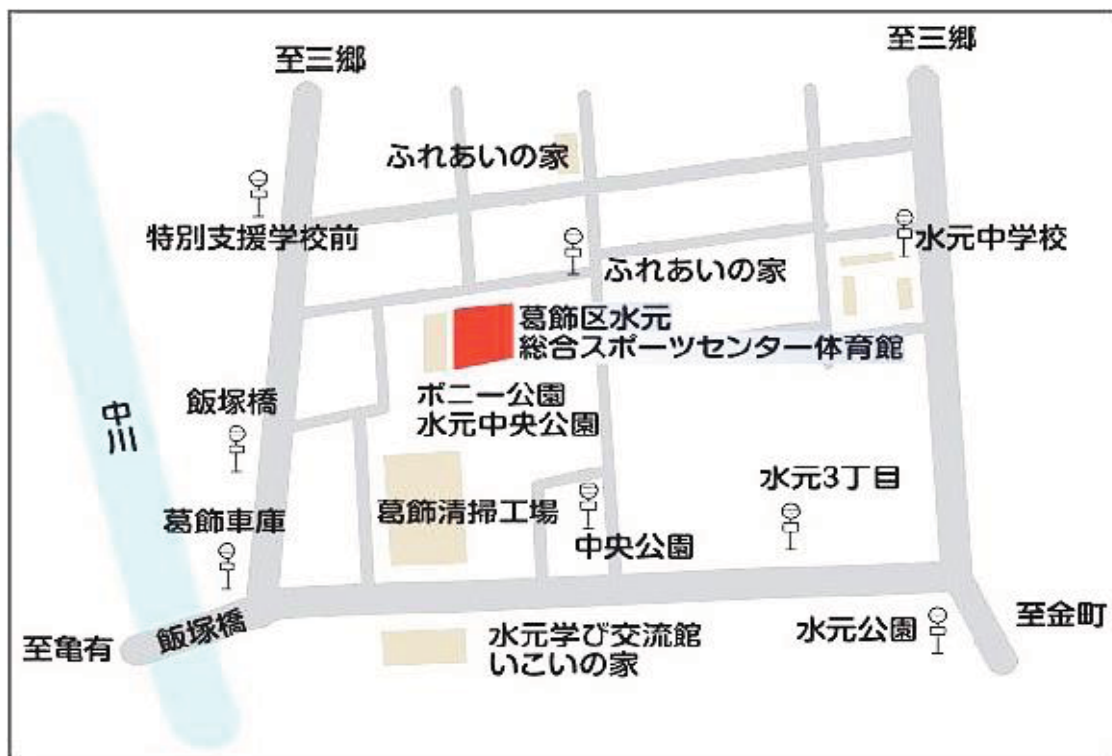 至三郷
至三郷
ふれあいの家
特別支援学校前
水元中学校
ふれあいの家
葛飾区水元
総合スポーツセンター体育館
ポニー公園
水元中央公園
飯塚橋
中川
水元3丁目
葛飾清掃工場
葛飾車庫
中央公園
飯塚橋
至亀有
水元学び交流館
いこいの家
水元公園
至金町